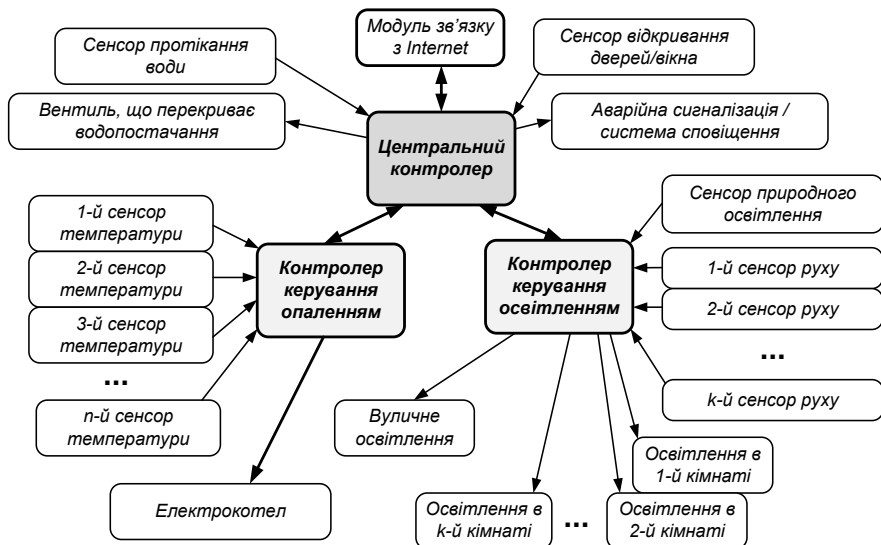 Модуль зв’язку
з Internet
Сенсор протікання
води
Сенсор відкривання
дверей/вікна
Вентиль, що перекриває
водопостачання
Аварійна сигналізація /
система сповіщення
Центральний
контролер
1-й сенсор
температури
2-й сенсор
температури
3-й сенсор
температури
...
n-й сенсор
температури
Контролер
керування
опаленням
Контролер
керування
освітленням
Сенсор природного
освітлення
1-й сенсор руху
2-й сенсор руху
...
k-й сенсор руху
Вуличне
освітлення
Електрокотел
Освітлення в
k-й кімнаті
...
Освітлення в
2-й кімнаті
Освітлення в
1-й кімнаті